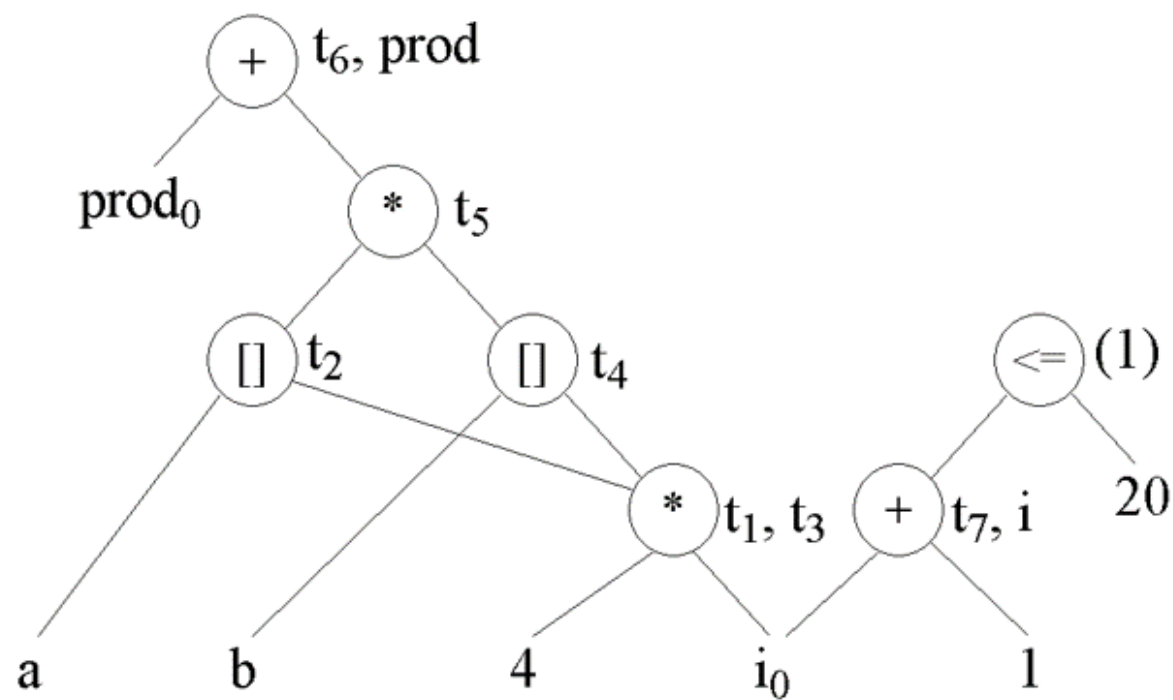 + t₆, prod
prod₀
* t₅
[] t₂ [] t₄ <= (1)
* t₁, t₃ + t₇, i 20
a b 4 i₀ 1